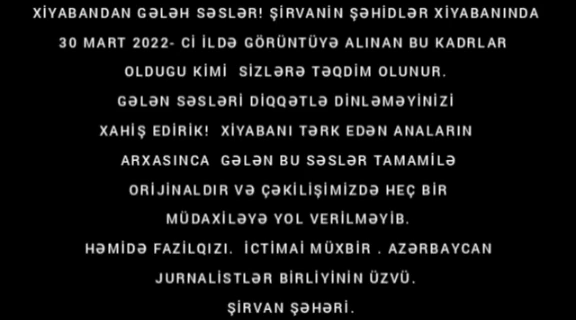 XİYABANDAN GƏLƏH SƏSLƏR! ŞİRVANİN ŞƏHİDLƏR XİYABANINDA
30 MART 2022- Cİ İLDƏ GÖRÜNTÜYƏ ALINAN BU KADRLAR
OLDUGU KİMİ SİZLƏRƏ TƏQDİM OLUNUR.
GƏLƏN SƏSLƏRİ DİQQƏTLƏ DİNLƏMƏYİNİZİ
XAHİŞ EDİRİK! XİYABANI TƏRK EDƏN ANALARIN
ARXASINCA GƏLƏN BU SƏSLƏR TAMAMİLƏ
ORİJİNALDIR VƏ ÇƏKİLİŞİMİZDƏ HEÇ BİR
MÜDAXİLƏYƏ YOL VERİLMƏYİB.
HƏMİDƏ FAZİLQIZI. İCTİMAİ MÜXBİR . AZƏRBAYCAN
JURNALİSTLƏR BİRLİYİNİN ÜZVÜ.
ŞİRVAN ŞƏHƏRİ.